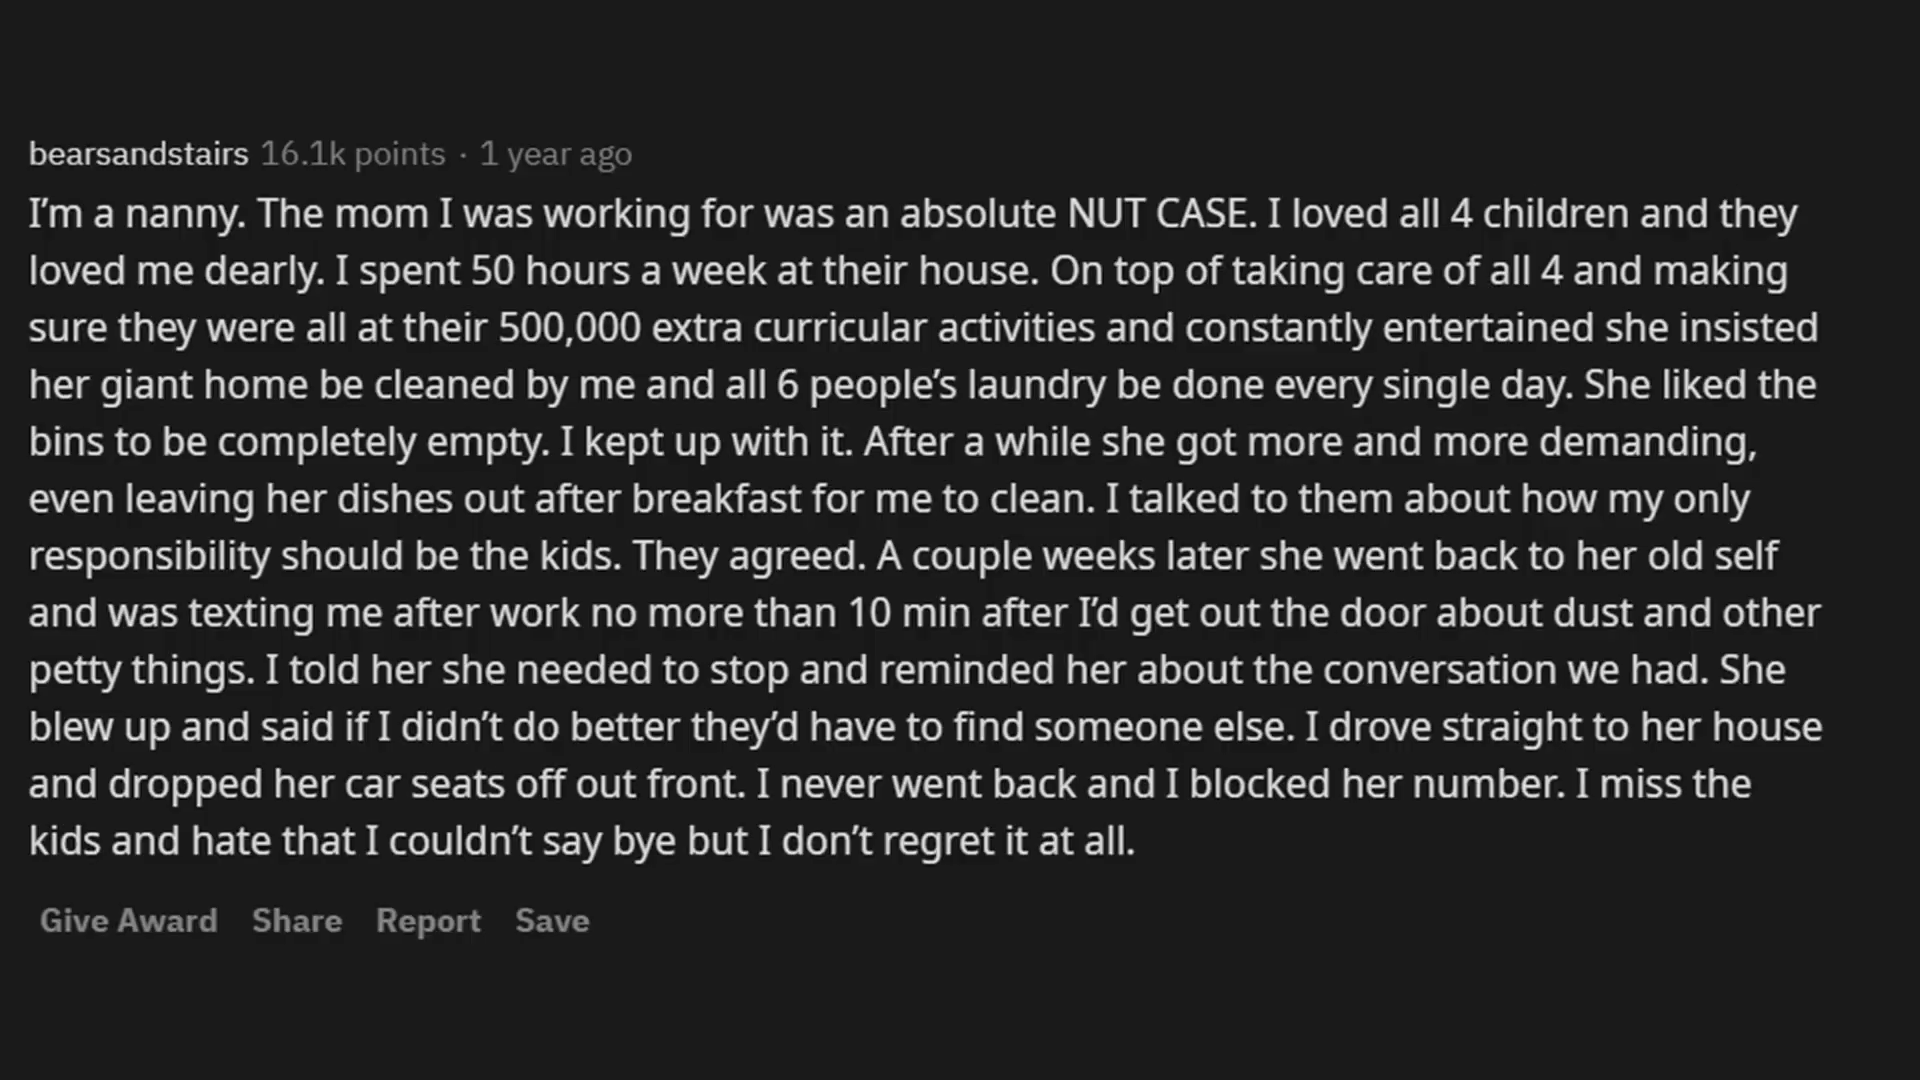 bearsandstairs 16.1k points · 1 year ago
I’m a nanny. The mom I was working for was an absolute NUT CASE. I loved all 4 children and they
loved me dearly. I spent 50 hours a week at their house. On top of taking care of all 4 and making
sure they were all at their 500,000 extra curricular activities and constantly entertained she insisted
her giant home be cleaned by me and all 6 people’s laundry be done every single day. She liked the
bins to be completely empty. I kept up with it. After a while she got more and more demanding,
even leaving her dishes out after breakfast for me to clean. I talked to them about how my only
responsibility should be the kids. They agreed. A couple weeks later she went back to her old self
and was texting me after work no more than 10 min after I’d get out the door about dust and other
petty things. I told her she needed to stop and reminded her about the conversation we had. She
blew up and said if I didn’t do better they’d have to find someone else. I drove straight to her house
and dropped her car seats off out front. I never went back and I blocked her number. I miss the
kids and hate that I couldn’t say bye but I don’t regret it at all.
Give Award Share Report Save